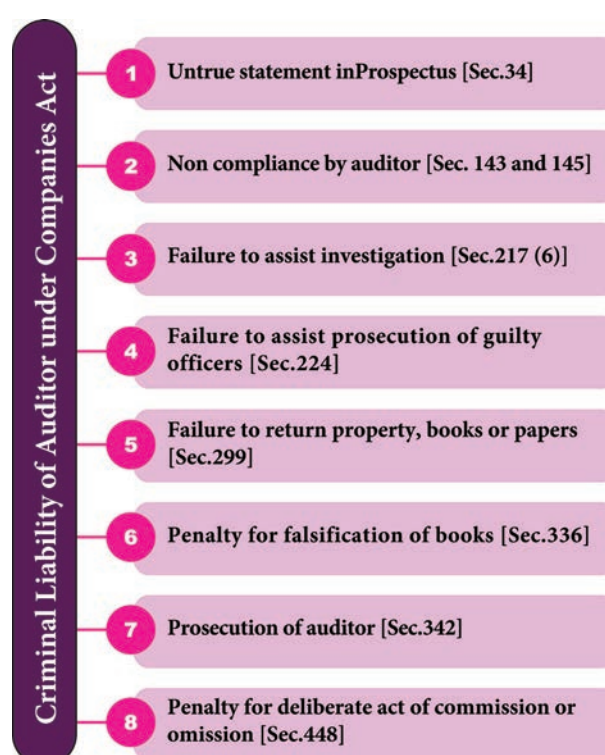 Criminal Liability of Auditor under Companies Act
1
Untrue statement inProspectus [Sec.34]
2
Non compliance by auditor [Sec. 143 and 145]
3
Failure to assist investigation [Sec.217 (6)]
4
Failure to assist prosecution of guilty
officers [Sec.224]
5
Failure to return property, books or papers
[Sec.299]
6
Penalty for falsification of books [Sec.336]
7
Prosecution of auditor [Sec.342]
8
Penalty for deliberate act of commission or
omission [Sec.448]